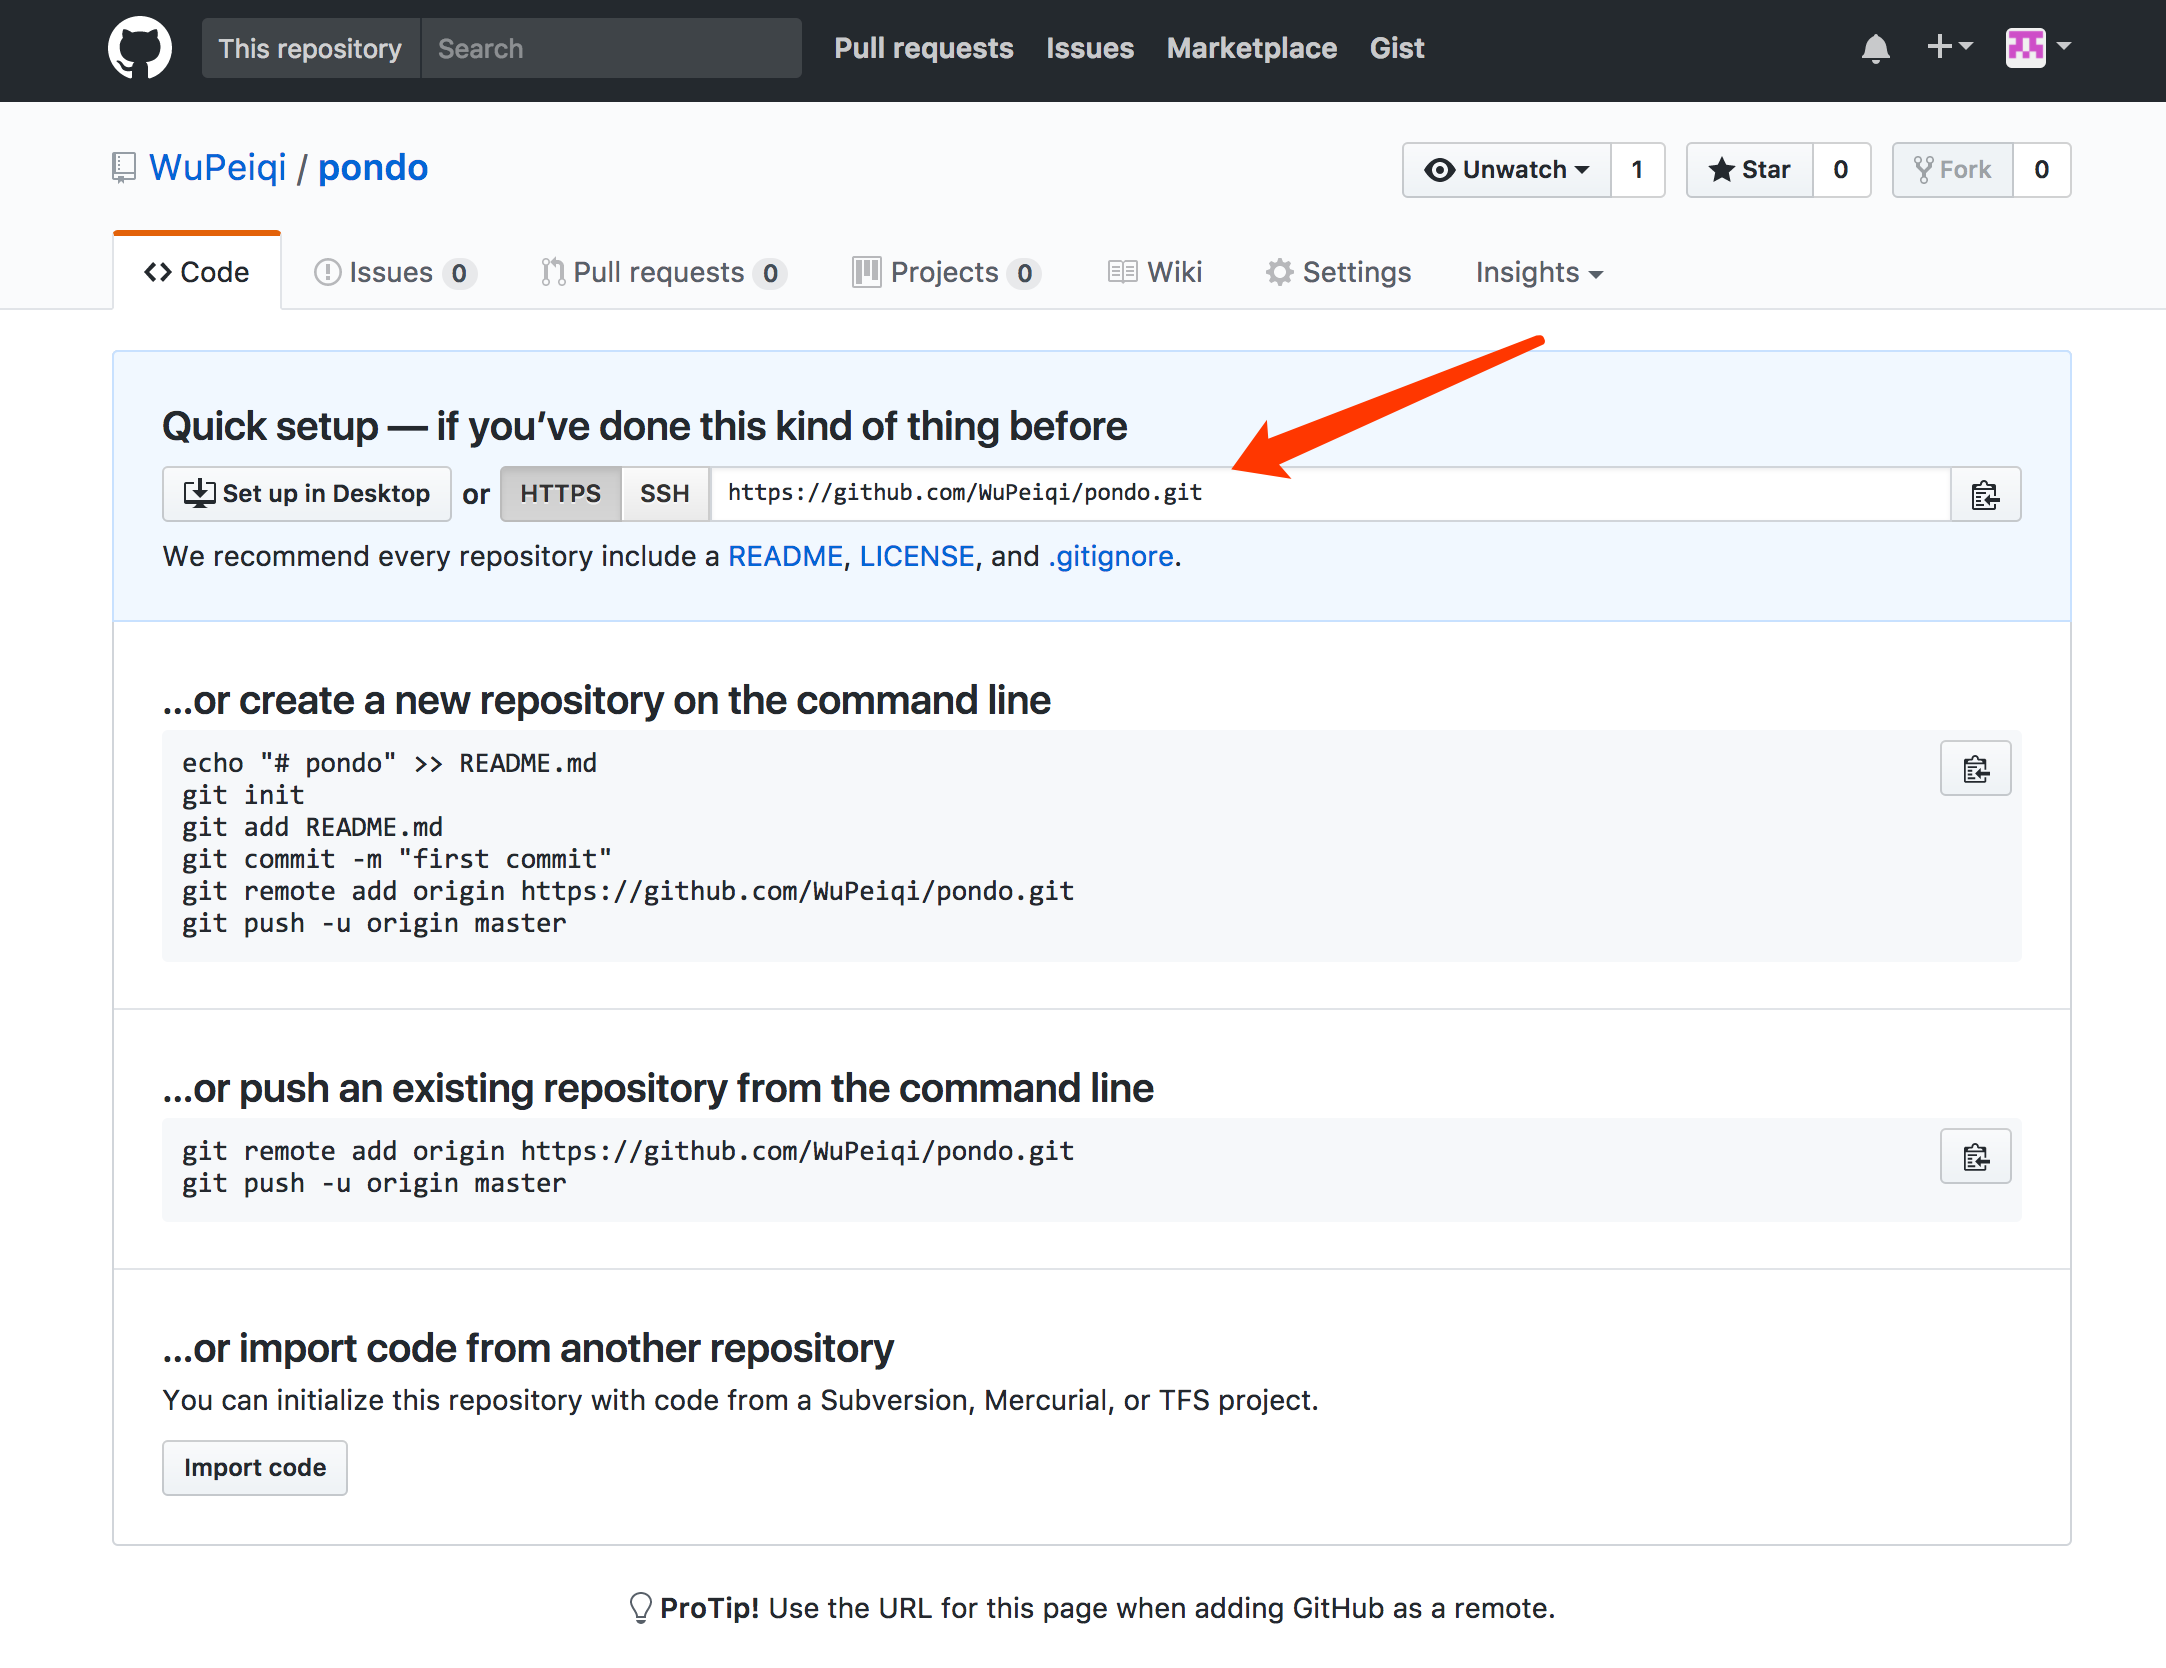 This repository Search Pull requests Issues Marketplace Gist
WuPeiqi / pondo Unwatch 1 Star 0 Fork 0
Code Issues 0 Pull requests 0 Projects 0 Wiki Settings Insights
Quick setup — if you’ve done this kind of thing before
Set up in Desktop or HTTPS SSH https://github.com/WuPeiqi/pondo.git
We recommend every repository include a README, LICENSE, and .gitignore.
…or create a new repository on the command line
echo "# pondo" >> README.md
git init
git add README.md
git commit -m "first commit"
git remote add origin https://github.com/WuPeiqi/pondo.git
git push -u origin master
…or push an existing repository from the command line
git remote add origin https://github.com/WuPeiqi/pondo.git
git push -u origin master
…or import code from another repository
You can initialize this repository with code from a Subversion, Mercurial, or TFS project.
Import code
ProTip! Use the URL for this page when adding GitHub as a remote.